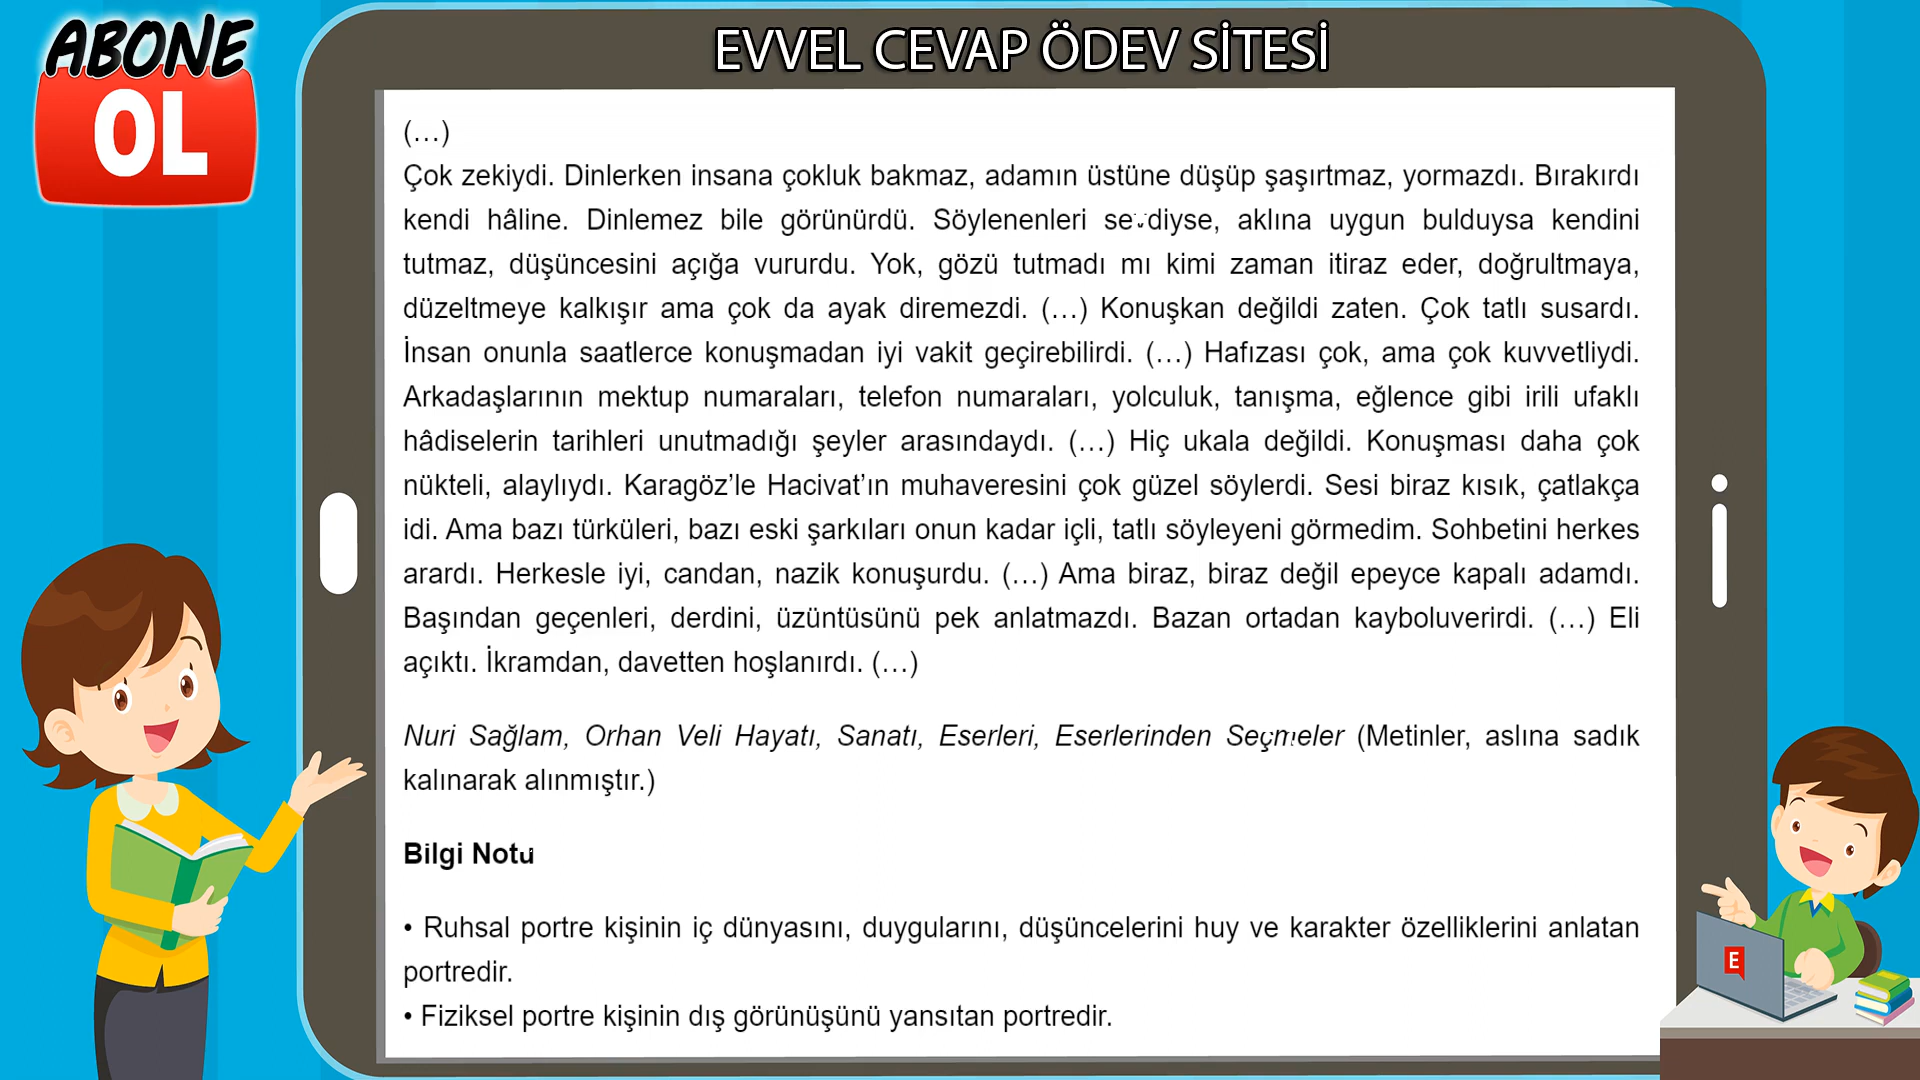 ABONE
OL
EVVEL CEVAP ÖDEV SİTESİ
(…)
Çok zekiydi. Dinlerken insana çokluk bakmaz, adamın üstüne düşüp şaşırtmaz, yormazdı. Bırakırdı
kendi hâline. Dinlemez bile görünürdü. Söylenenleri sevdiyse, aklına uygun bulduysa kendini
tutmaz, düşüncesini açığa vururdu. Yok, gözü tutmadı mı kimi zaman itiraz eder, doğrultmaya,
düzeltmeye kalkışır ama çok da ayak diremezdi. (…) Konuşkan değildi zaten. Çok tatlı susardı.
İnsan onunla saatlerce konuşmadan iyi vakit geçirebilirdi. (…) Hafızası çok, ama çok kuvvetliydi.
Arkadaşlarının mektup numaraları, telefon numaraları, yolculuk, tanışma, eğlence gibi irili ufaklı
hâdiselerin tarihleri unutmadığı şeyler arasındaydı. (…) Hiç ukala değildi. Konuşması daha çok
nükteli, alaylıydı. Karagöz’le Hacivat’ın muhaveresini çok güzel söylerdi. Sesi biraz kısık, çatlakça
idi. Ama bazı türküleri, bazı eski şarkıları onun kadar içli, tatlı söyleyeni görmedim. Sohbetini herkes
arardı. Herkesle iyi, candan, nazik konuşurdu. (…) Ama biraz, biraz değil epeyce kapalı adamdı.
Başından geçenleri, derdini, üzüntüsünü pek anlatmazdı. Bazan ortadan kayboluverirdi. (…) Eli
açıktı. İkramdan, davetten hoşlanırdı. (…)
Nuri Sağlam, Orhan Veli Hayatı, Sanatı, Eserleri, Eserlerinden Seçmeler (Metinler, aslına sadık
kalınarak alınmıştır.)
Bilgi Notu
• Ruhsal portre kişinin iç dünyasını, duygularını, düşüncelerini huy ve karakter özelliklerini anlatan
portredir.
• Fiziksel portre kişinin dış görünüşünü yansıtan portredir.
E